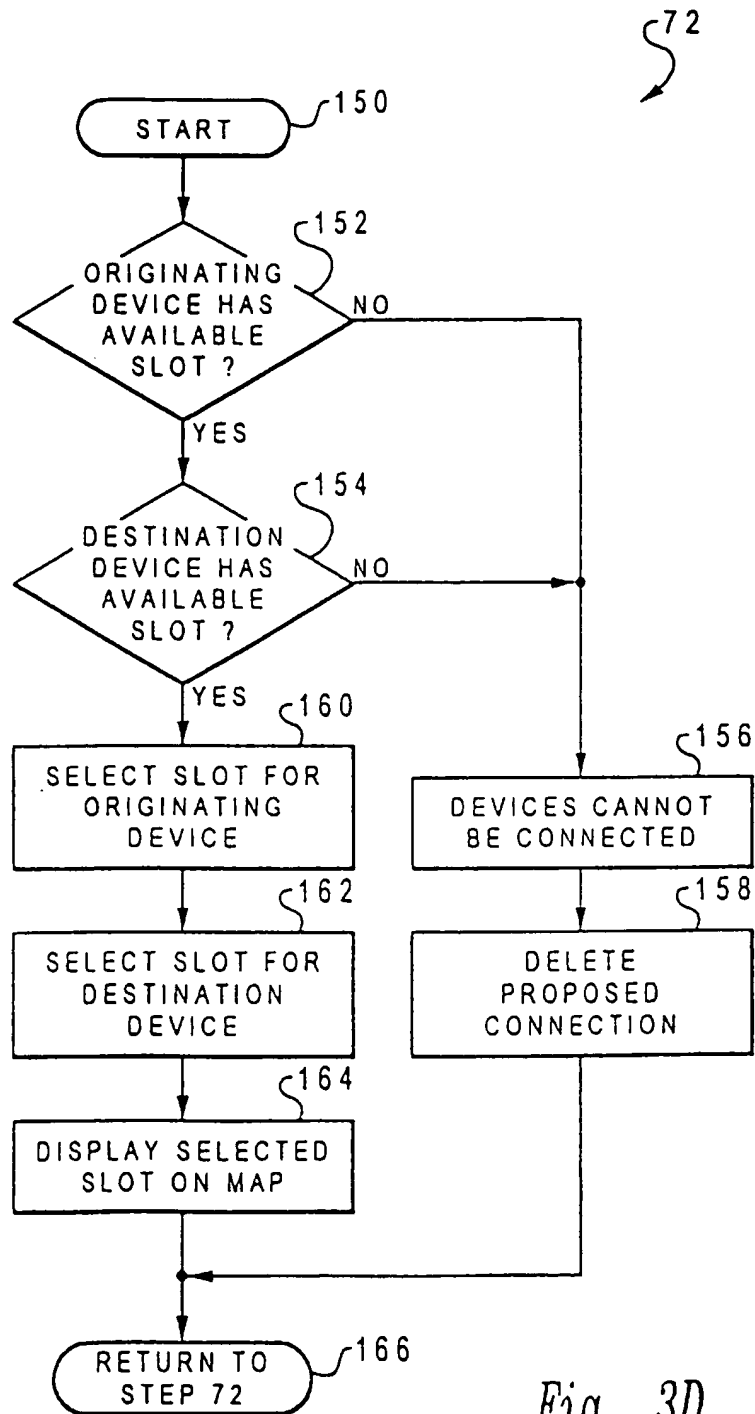 72
START
150
152
ORIGINATING
DEVICE HAS
AVAILABLE
SLOT ?
NO
YES
154
DESTINATION
DEVICE HAS
AVAILABLE
SLOT ?
NO
YES
160
SELECT SLOT FOR
ORIGINATING
DEVICE
156
DEVICES CANNOT
BE CONNECTED
162
SELECT SLOT FOR
DESTINATION
DEVICE
158
DELETE
PROPOSED
CONNECTION
164
DISPLAY SELECTED
SLOT ON MAP
RETURN TO
STEP 72
166
Fig. 3D